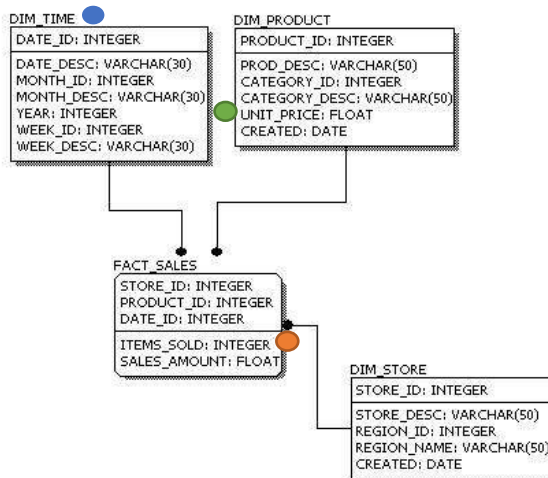 DIM_TIME
DATE_ID: INTEGER
DATE_DESC: VARCHAR(30)
MONTH_ID: INTEGER
MONTH_DESC: VARCHAR(30)
YEAR: INTEGER
WEEK_ID: INTEGER
WEEK_DESC: VARCHAR(30)
DIM_PRODUCT
PRODUCT_ID: INTEGER
PROD_DESC: VARCHAR(50)
CATEGORY_ID: INTEGER
CATEGORY_DESC: VARCHAR(50)
UNIT_PRICE: FLOAT
CREATED: DATE
FACT_SALES
STORE_ID: INTEGER
PRODUCT_ID: INTEGER
DATE_ID: INTEGER
ITEMS_SOLD: INTEGER
SALES_AMOUNT: FLOAT
DIM_STORE
STORE_ID: INTEGER
STORE_DESC: VARCHAR(50)
REGION_ID: INTEGER
REGION_NAME: VARCHAR(50)
CREATED: DATE